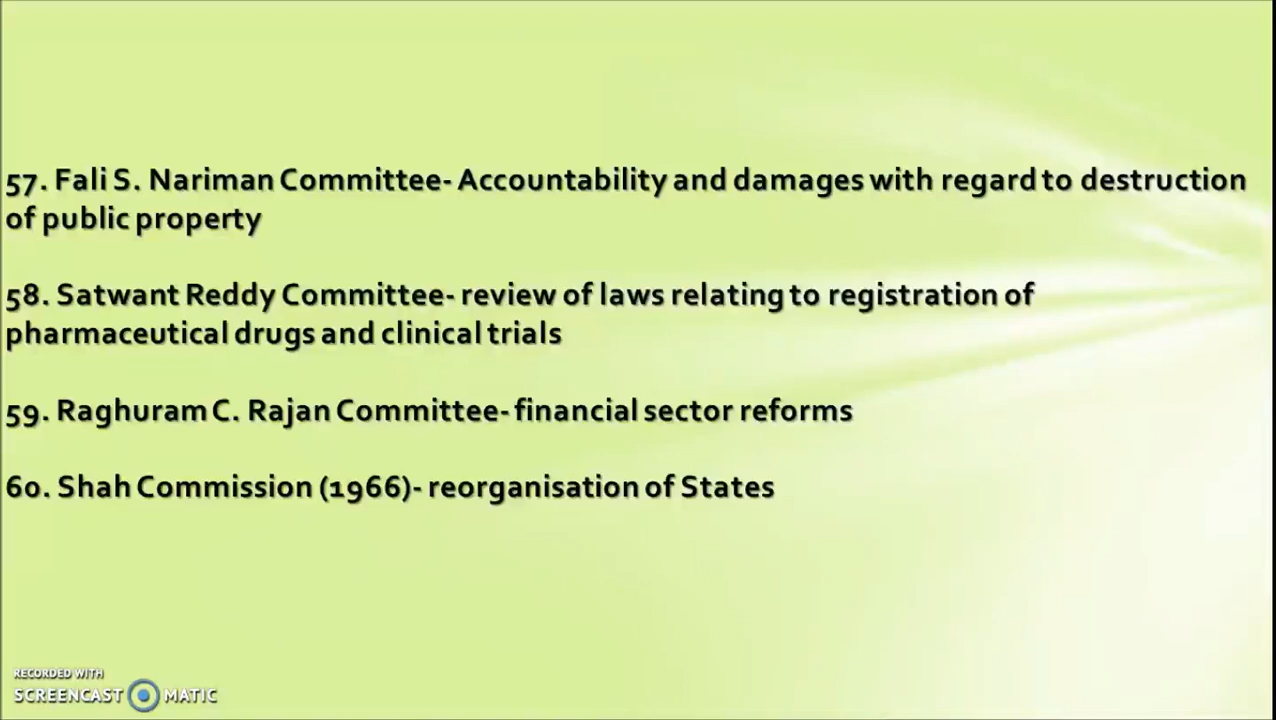 57. Fali S. Nariman Committee- Accountability and damages with regard to destruction
of public property
58. Satwant Reddy Committee- review of laws relating to registration of
pharmaceutical drugs and clinical trials
59. Raghuram C. Rajan Committee- financial sector reforms
60. Shah Commission (1966)- reorganisation of States
RECORDED WITH
SCREENCAST MATIC